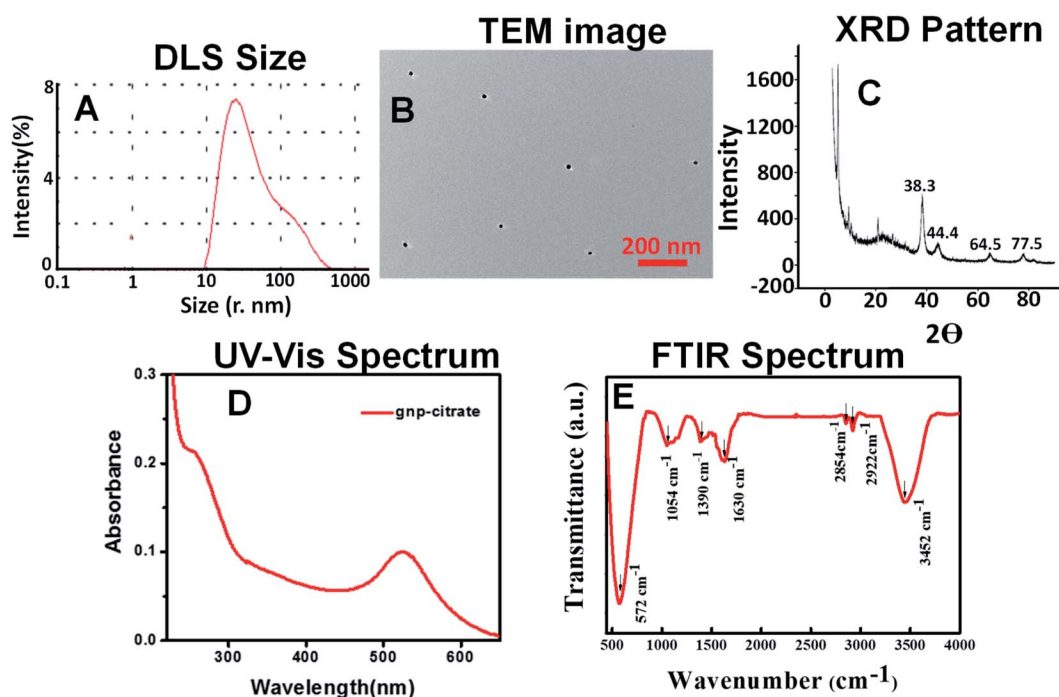 DLS Size
A
8
6
4
2
0
Intensity(%)
0.1 1 10 100 1000
Size (r. nm)
TEM image
B
200 nm
XRD Pattern
C
1600
1200
800
400
0
-200
Intensity
38.3
44.4
64.5
77.5
0 20 40 60 80
2Θ
UV-Vis Spectrum
D
gnp-citrate
0.3
0.2
0.1
0.0
Absorbance
300 400 500 600
Wavelength(nm)
FTIR Spectrum
E
Transmittance (a.u.)
572 cm-1
1054 cm-1
1390 cm-1
1630 cm-1
2854cm-1
2922cm-1
3452 cm-1
500 1000 1500 2000 2500 3000 3500 4000
Wavenumber (cm-1)